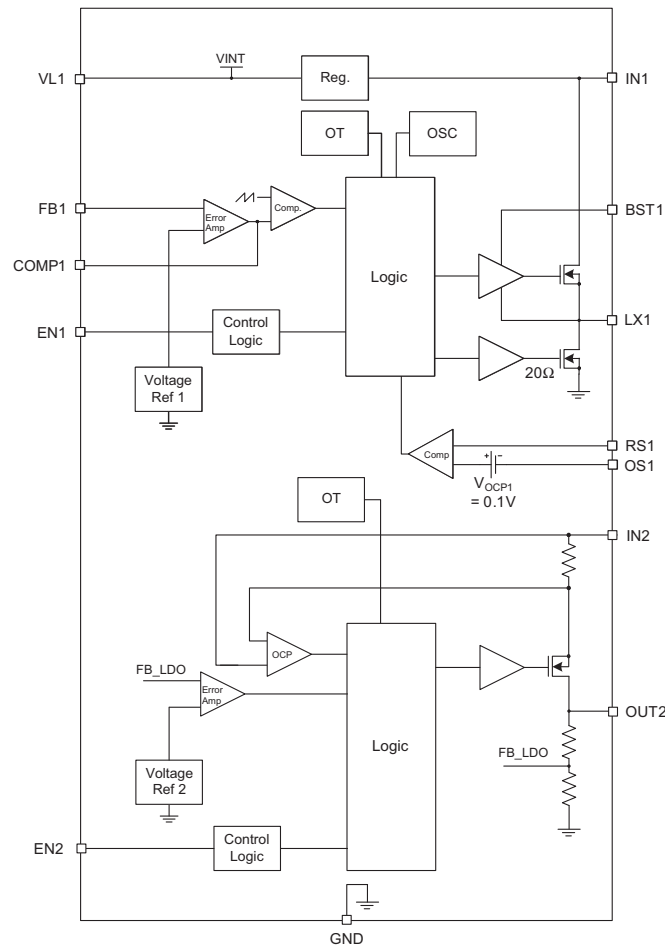 VINT
VL1
Reg.
IN1
OT
OSC
FB1
Error
Amp
Comp.
BST1
COMP1
Logic
LX1
EN1
Control
Logic
20Ω
Voltage
Ref 1
RS1
Comp
OS1
+ -
VOCP1
= 0.1V
OT
IN2
OCP
FB_LDO
Error
Amp
OUT2
Logic
FB_LDO
Voltage
Ref 2
EN2
Control
Logic
GND